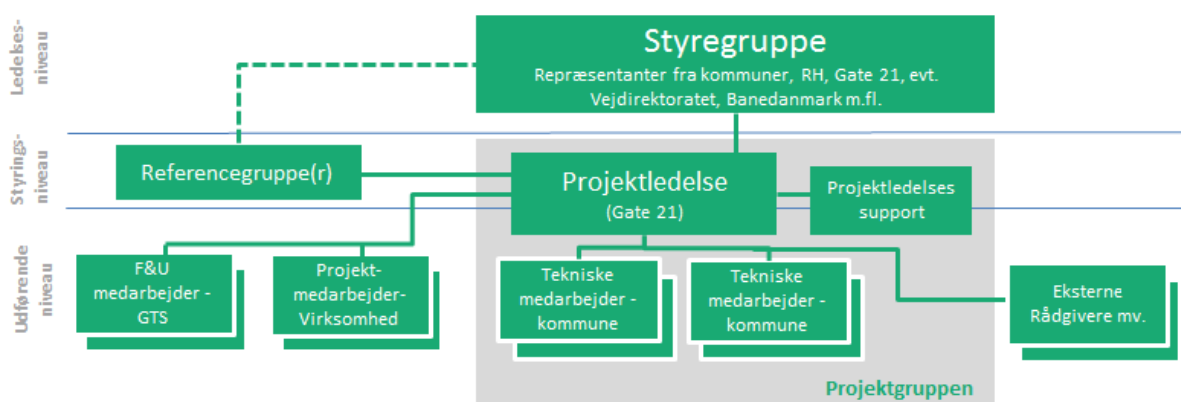 Ledelses-
niveau
Styregruppe
Repræsentanter fra kommuner, RH, Gate 21, evt.
Vejdirektoratet, Banedanmark m.fl.
Styrings-
niveau
Referencegruppe(r)
Projektledelse
(Gate 21)
Projektledelses
support
Udførende
niveau
F&U
medarbejder -
GTS
Projekt-
medarbejder-
Virksomhed
Tekniske
medarbejder -
kommune
Tekniske
medarbejder -
kommune
Eksterne
Rådgivere mv.
Projektgruppen